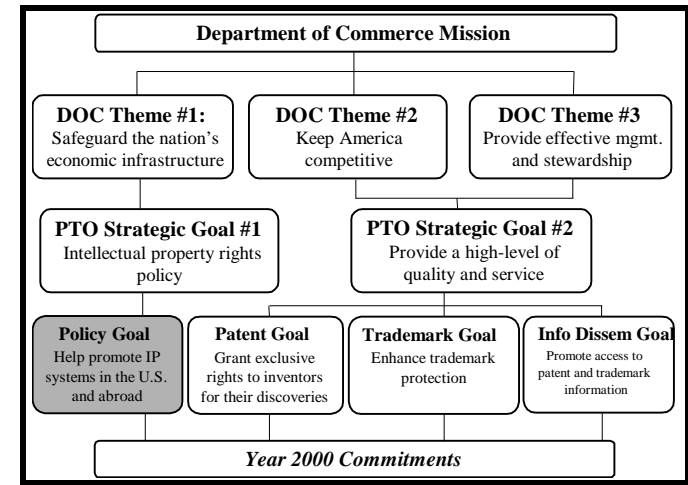 Department of Commerce Mission
DOC Theme #1:
Safeguard the nation's
economic infrastructure
DOC Theme #2
Keep America
competitive
DOC Theme #3
Provide effective mgmt.
and stewardship
PTO Strategic Goal #1
Intellectual property rights
policy
PTO Strategic Goal #2
Provide a high-level of
quality and service
Policy Goal
Help promote IP
systems in the U.S.
and abroad
Patent Goal
Grant exclusive
rights to inventors
for their discoveries
Trademark Goal
Enhance trademark
protection
Info Dissem Goal
Promote access to
patent and trademark
information
Year 2000 Commitments